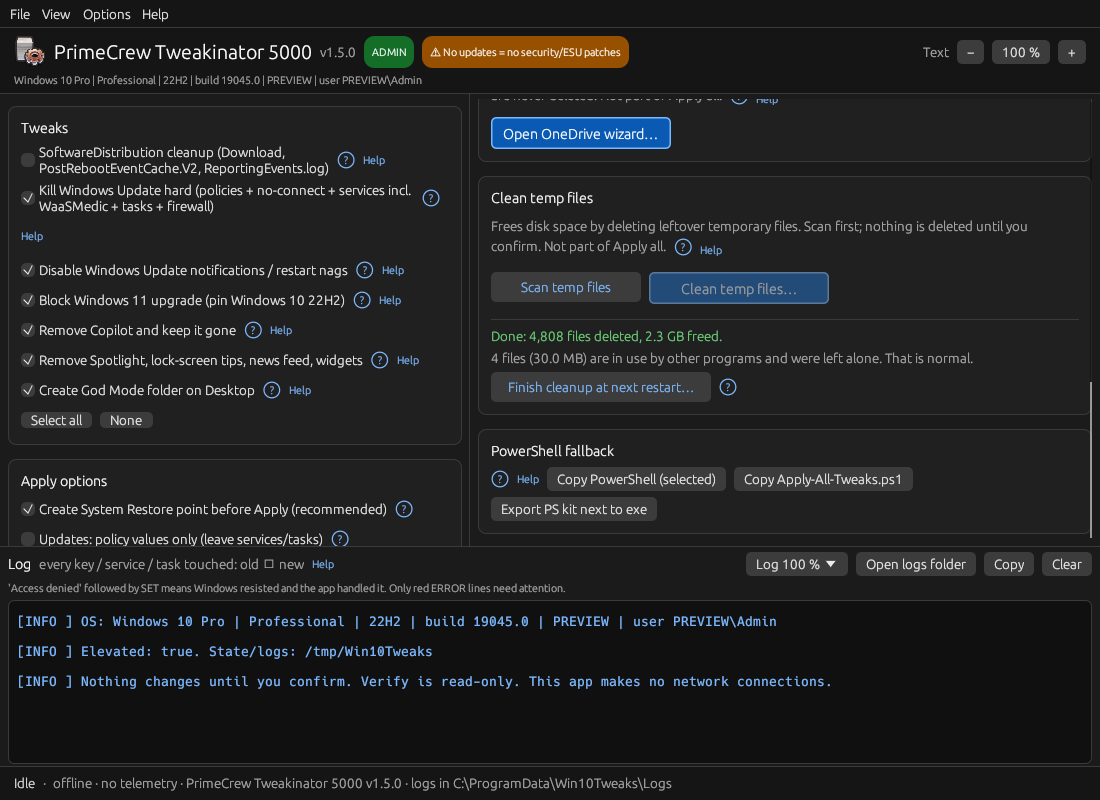 File View Options Help
PrimeCrew Tweakinator 5000 v1.5.0 ADMIN ⚠ No updates = no security/ESU patches Text − 100 % +
Windows 10 Pro | Professional | 22H2 | build 19045.0 | PREVIEW | user PREVIEW\Admin
Tweaks
SoftwareDistribution cleanup (Download,
PostRebootEventCache.V2, ReportingEvents.log) ? Help
Kill Windows Update hard (policies + no-connect + services incl.
WaaSMedic + tasks + firewall) ?
Help
Disable Windows Update notifications / restart nags ? Help
Block Windows 11 upgrade (pin Windows 10 22H2) ? Help
Remove Copilot and keep it gone ? Help
Remove Spotlight, lock-screen tips, news feed, widgets ? Help
Create God Mode folder on Desktop ? Help
Select all None
Apply options
Create System Restore point before Apply (recommended) ?
Updates: policy values only (leave services/tasks) ?
Help
Open OneDrive wizard...
Clean temp files
Frees disk space by deleting leftover temporary files. Scan first; nothing is deleted until you
confirm. Not part of Apply all. ? Help
Scan temp files Clean temp files...
Done: 4,808 files deleted, 2.3 GB freed.
4 files (30.0 MB) are in use by other programs and were left alone. That is normal.
Finish cleanup at next restart... ?
PowerShell fallback
? Help Copy PowerShell (selected) Copy Apply-All-Tweaks.ps1
Export PS kit next to exe
Log every key / service / task touched: old □ new Help Log 100 % ▼ Open logs folder Copy Clear
'Access denied' followed by SET means Windows resisted and the app handled it. Only red ERROR lines need attention.
[INFO ] OS: Windows 10 Pro | Professional | 22H2 | build 19045.0 | PREVIEW | user PREVIEW\Admin
[INFO ] Elevated: true. State/logs: /tmp/Win10Tweaks
[INFO ] Nothing changes until you confirm. Verify is read-only. This app makes no network connections.
Idle · offline · no telemetry · PrimeCrew Tweakinator 5000 v1.5.0 · logs in C:\ProgramData\Win10Tweaks\Logs